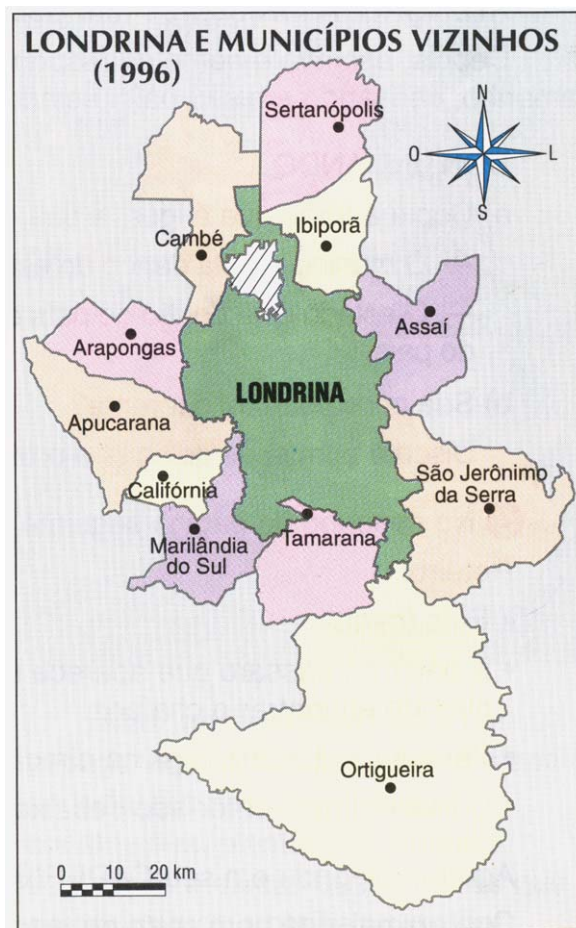 LONDRINA E MUNICÍPIOS VIZINHOS
(1996)
Sertanópolis
N
O
L
S
Cambé
Ibiporã
Assaí
Arapongas
LONDRINA
Apucarana
Califórnia
São Jerônimo
da Serra
Marilândia
do Sul
Tamarana
Ortigueira
0 10 20 km